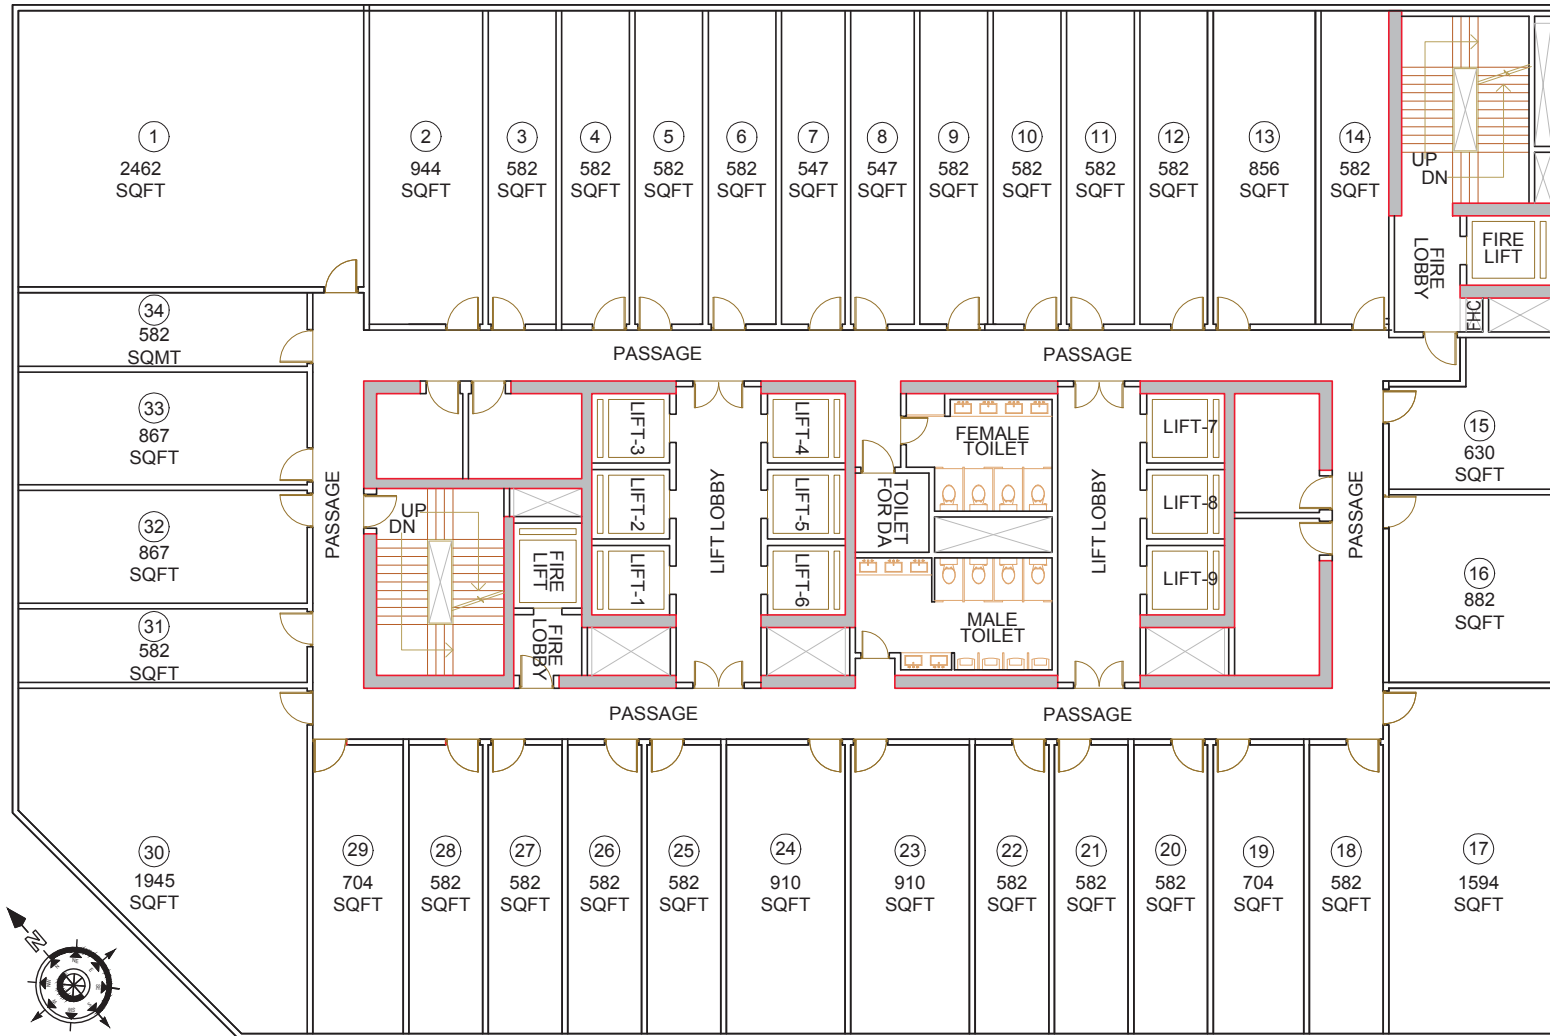 1
2462
SQFT
2
944
SQFT
3
582
SQFT
4
582
SQFT
5
582
SQFT
6
582
SQFT
7
547
SQFT
8
547
SQFT
9
582
SQFT
10
582
SQFT
11
582
SQFT
12
582
SQFT
13
856
SQFT
14
582
SQFT
UP
DN
FIRE
LOBBY
FIRE
LIFT
FHC
34
582
SQMT
PASSAGE
PASSAGE
33
867
SQFT
LIFT-3
LIFT-4
FEMALE
TOILET
LIFT-7
15
630
SQFT
32
867
SQFT
PASSAGE
UP
DN
LIFT-2
LIFT LOBBY
LIFT-5
TOILET
FOR DA
LIFT LOBBY
LIFT-8
PASSAGE
FIRE
LIFT
LIFT-1
LIFT-6
LIFT-9
16
882
SQFT
31
582
SQFT
FIRE
LOBBY
MALE
TOILET
PASSAGE
PASSAGE
30
1945
SQFT
29
704
SQFT
28
582
SQFT
27
582
SQFT
26
582
SQFT
25
582
SQFT
24
910
SQFT
23
910
SQFT
22
582
SQFT
21
582
SQFT
20
582
SQFT
19
704
SQFT
18
582
SQFT
17
1594
SQFT
N